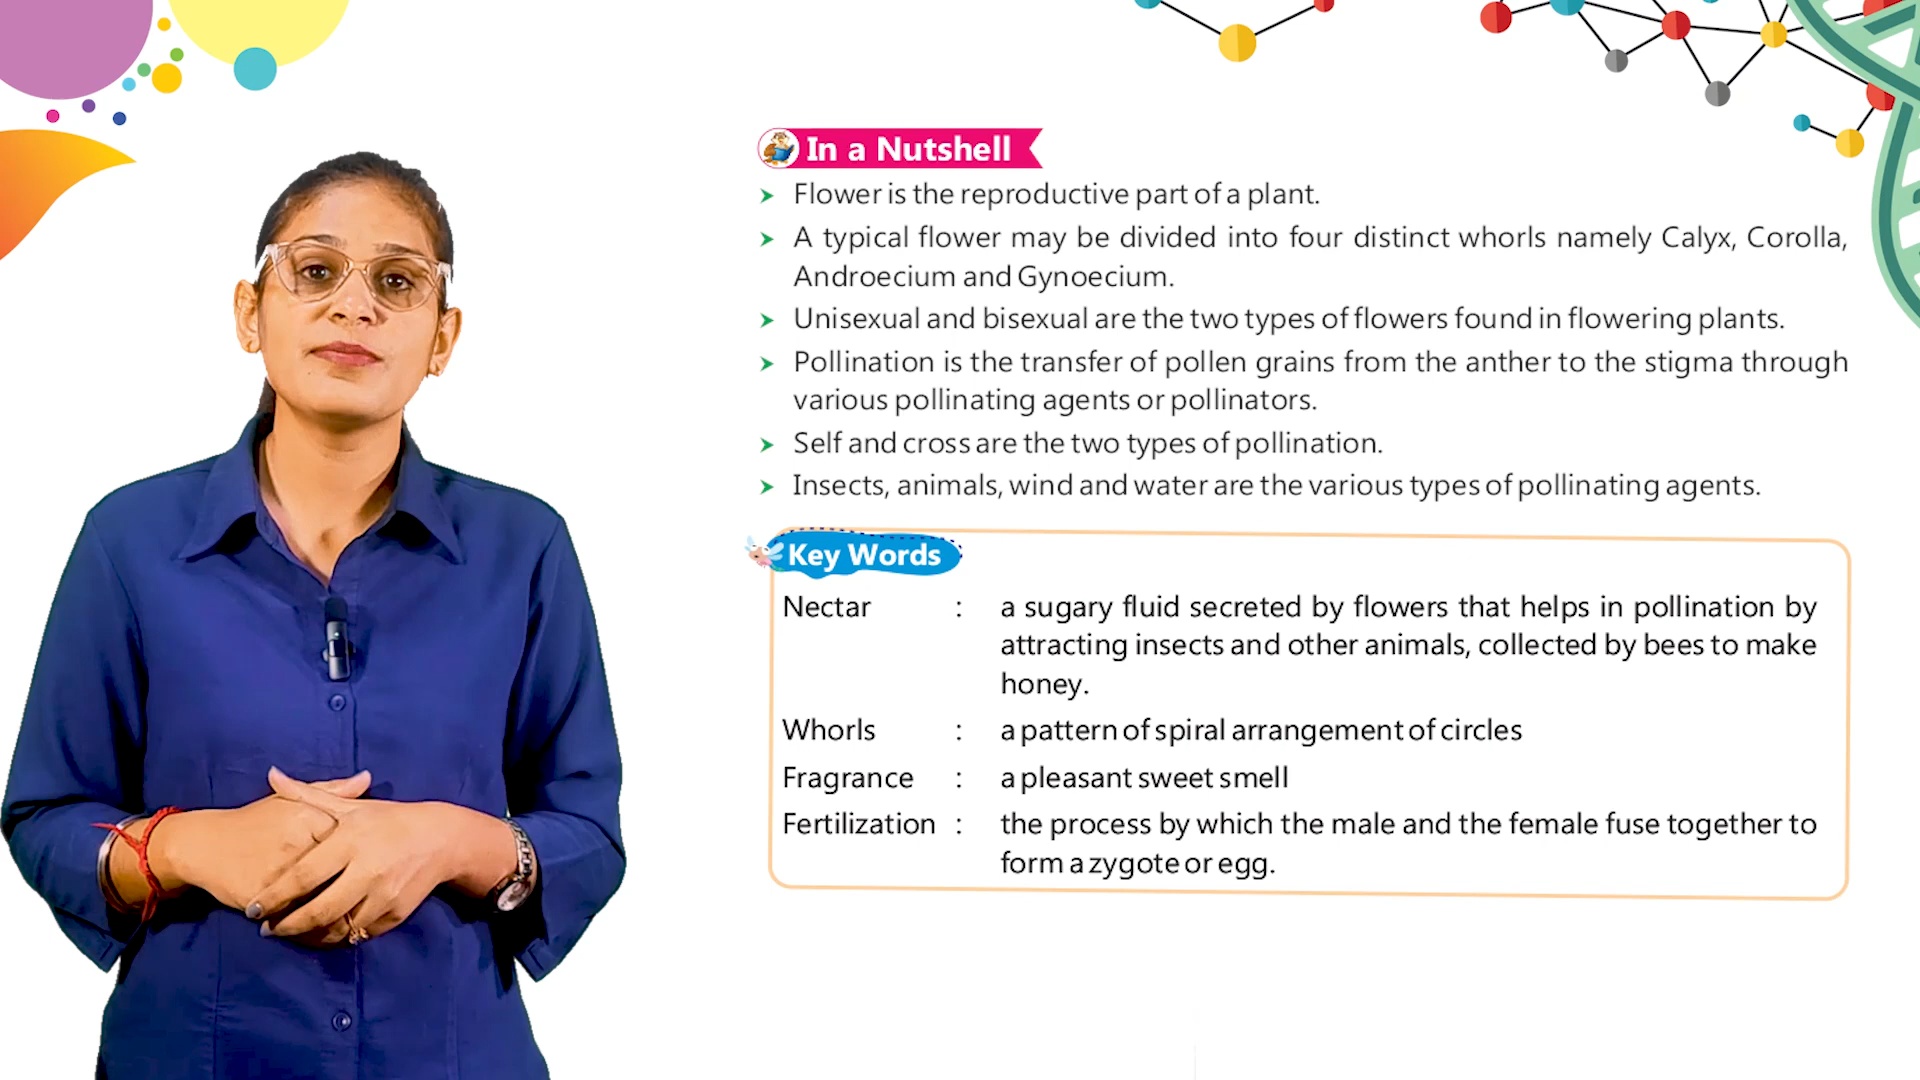 In a Nutshell
Flower is the reproductive part of a plant.
A typical flower may be divided into four distinct whorls namely Calyx, Corolla,
Androecium and Gynoecium.
Unisexual and bisexual are the two types of flowers found in flowering plants.
Pollination is the transfer of pollen grains from the anther to the stigma through
various pollinating agents or pollinators.
Self and cross are the two types of pollination.
Insects, animals, wind and water are the various types of pollinating agents.
Key Words
Nectar : a sugary fluid secreted by flowers that helps in pollination by
attracting insects and other animals, collected by bees to make
honey.
Whorls : a pattern of spiral arrangement of circles
Fragrance : a pleasant sweet smell
Fertilization : the process by which the male and the female fuse together to
form a zygote or egg.